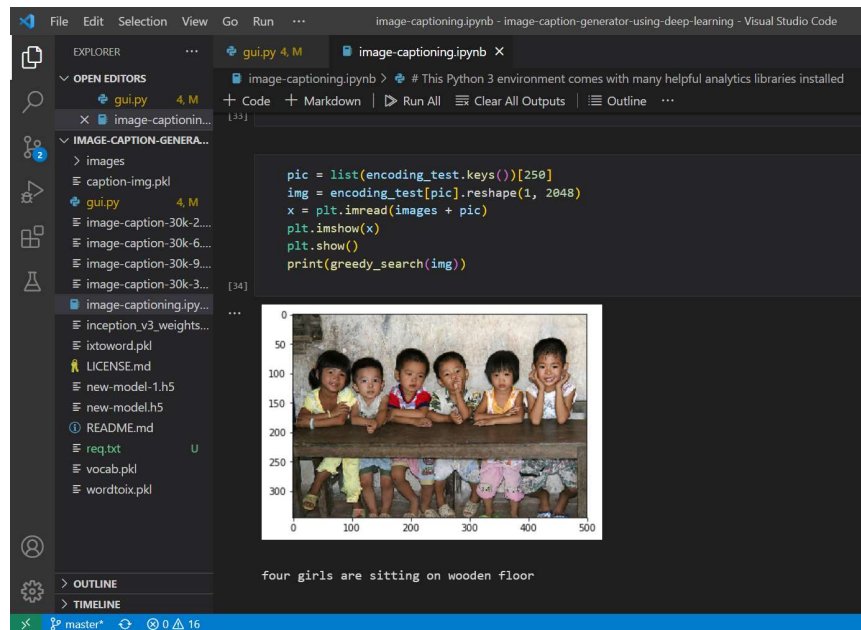 File Edit Selection View Go Run ··· image-captioning.ipynb - image-caption-generator-using-deep-learning - Visual Studio Code
EXPLORER ···
OPEN EDITORS
gui.py 4, M
image-captionin...
IMAGE-CAPTION-GENERA...
images
caption-img.pkl
gui.py 4, M
image-caption-30k-2....
image-caption-30k-6....
image-caption-30k-9....
image-caption-30k-3...
image-captioning.ipy...
inception_v3_weights...
ixtoword.pkl
LICENSE.md
new-model-1.h5
new-model.h5
README.md
req.txt U
vocab.pkl
wordtoix.pkl
OUTLINE
TIMELINE
2
gui.py 4, M image-captioning.ipynb ×
image-captioning.ipynb > # This Python 3 environment comes with many helpful analytics libraries installed
+ Code + Markdown | Run All Clear All Outputs | Outline ···
[33]
pic = list(encoding_test.keys())[250]
img = encoding_test[pic].reshape(1, 2048)
x = plt.imread(images + pic)
plt.imshow(x)
plt.show()
print(greedy_search(img))
[34]
···
0
50
100
150
200
250
300
0 100 200 300 400 500
four girls are sitting on wooden floor
master* 0 16